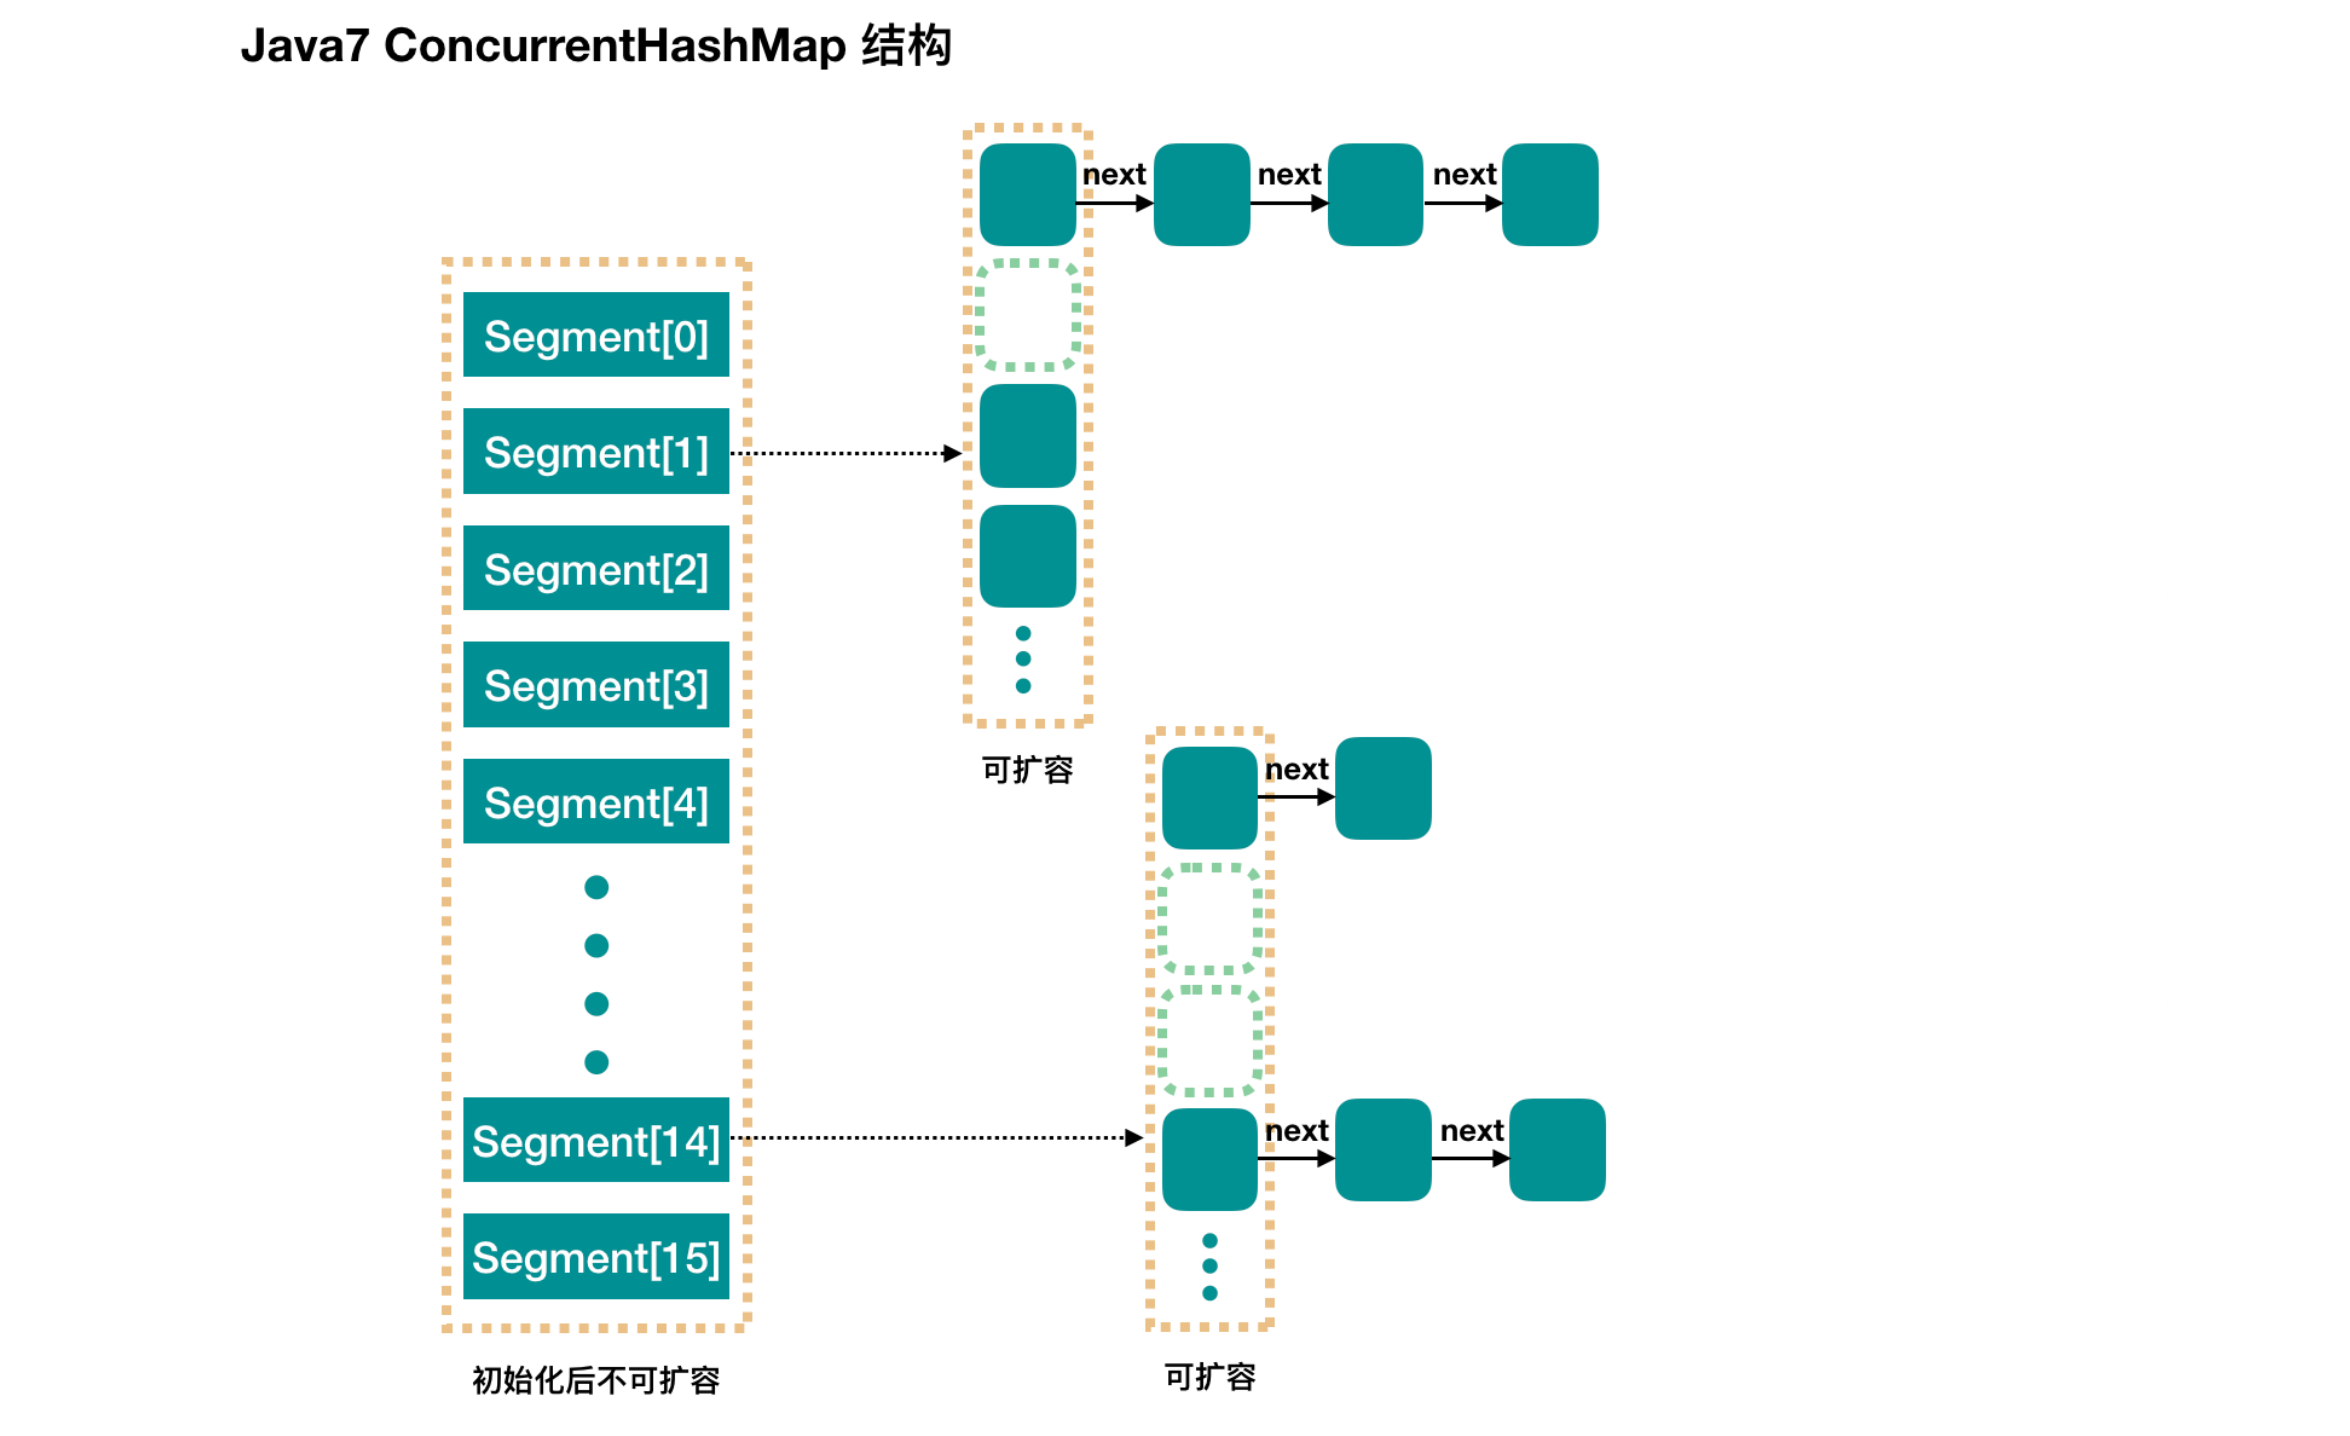 Java7 ConcurrentHashMap 结构
next next next
Segment[0]
Segment[1]
Segment[2]
Segment[3]
Segment[4]
Segment[14]
Segment[15]
初始化后不可扩容
可扩容
next
next next
可扩容